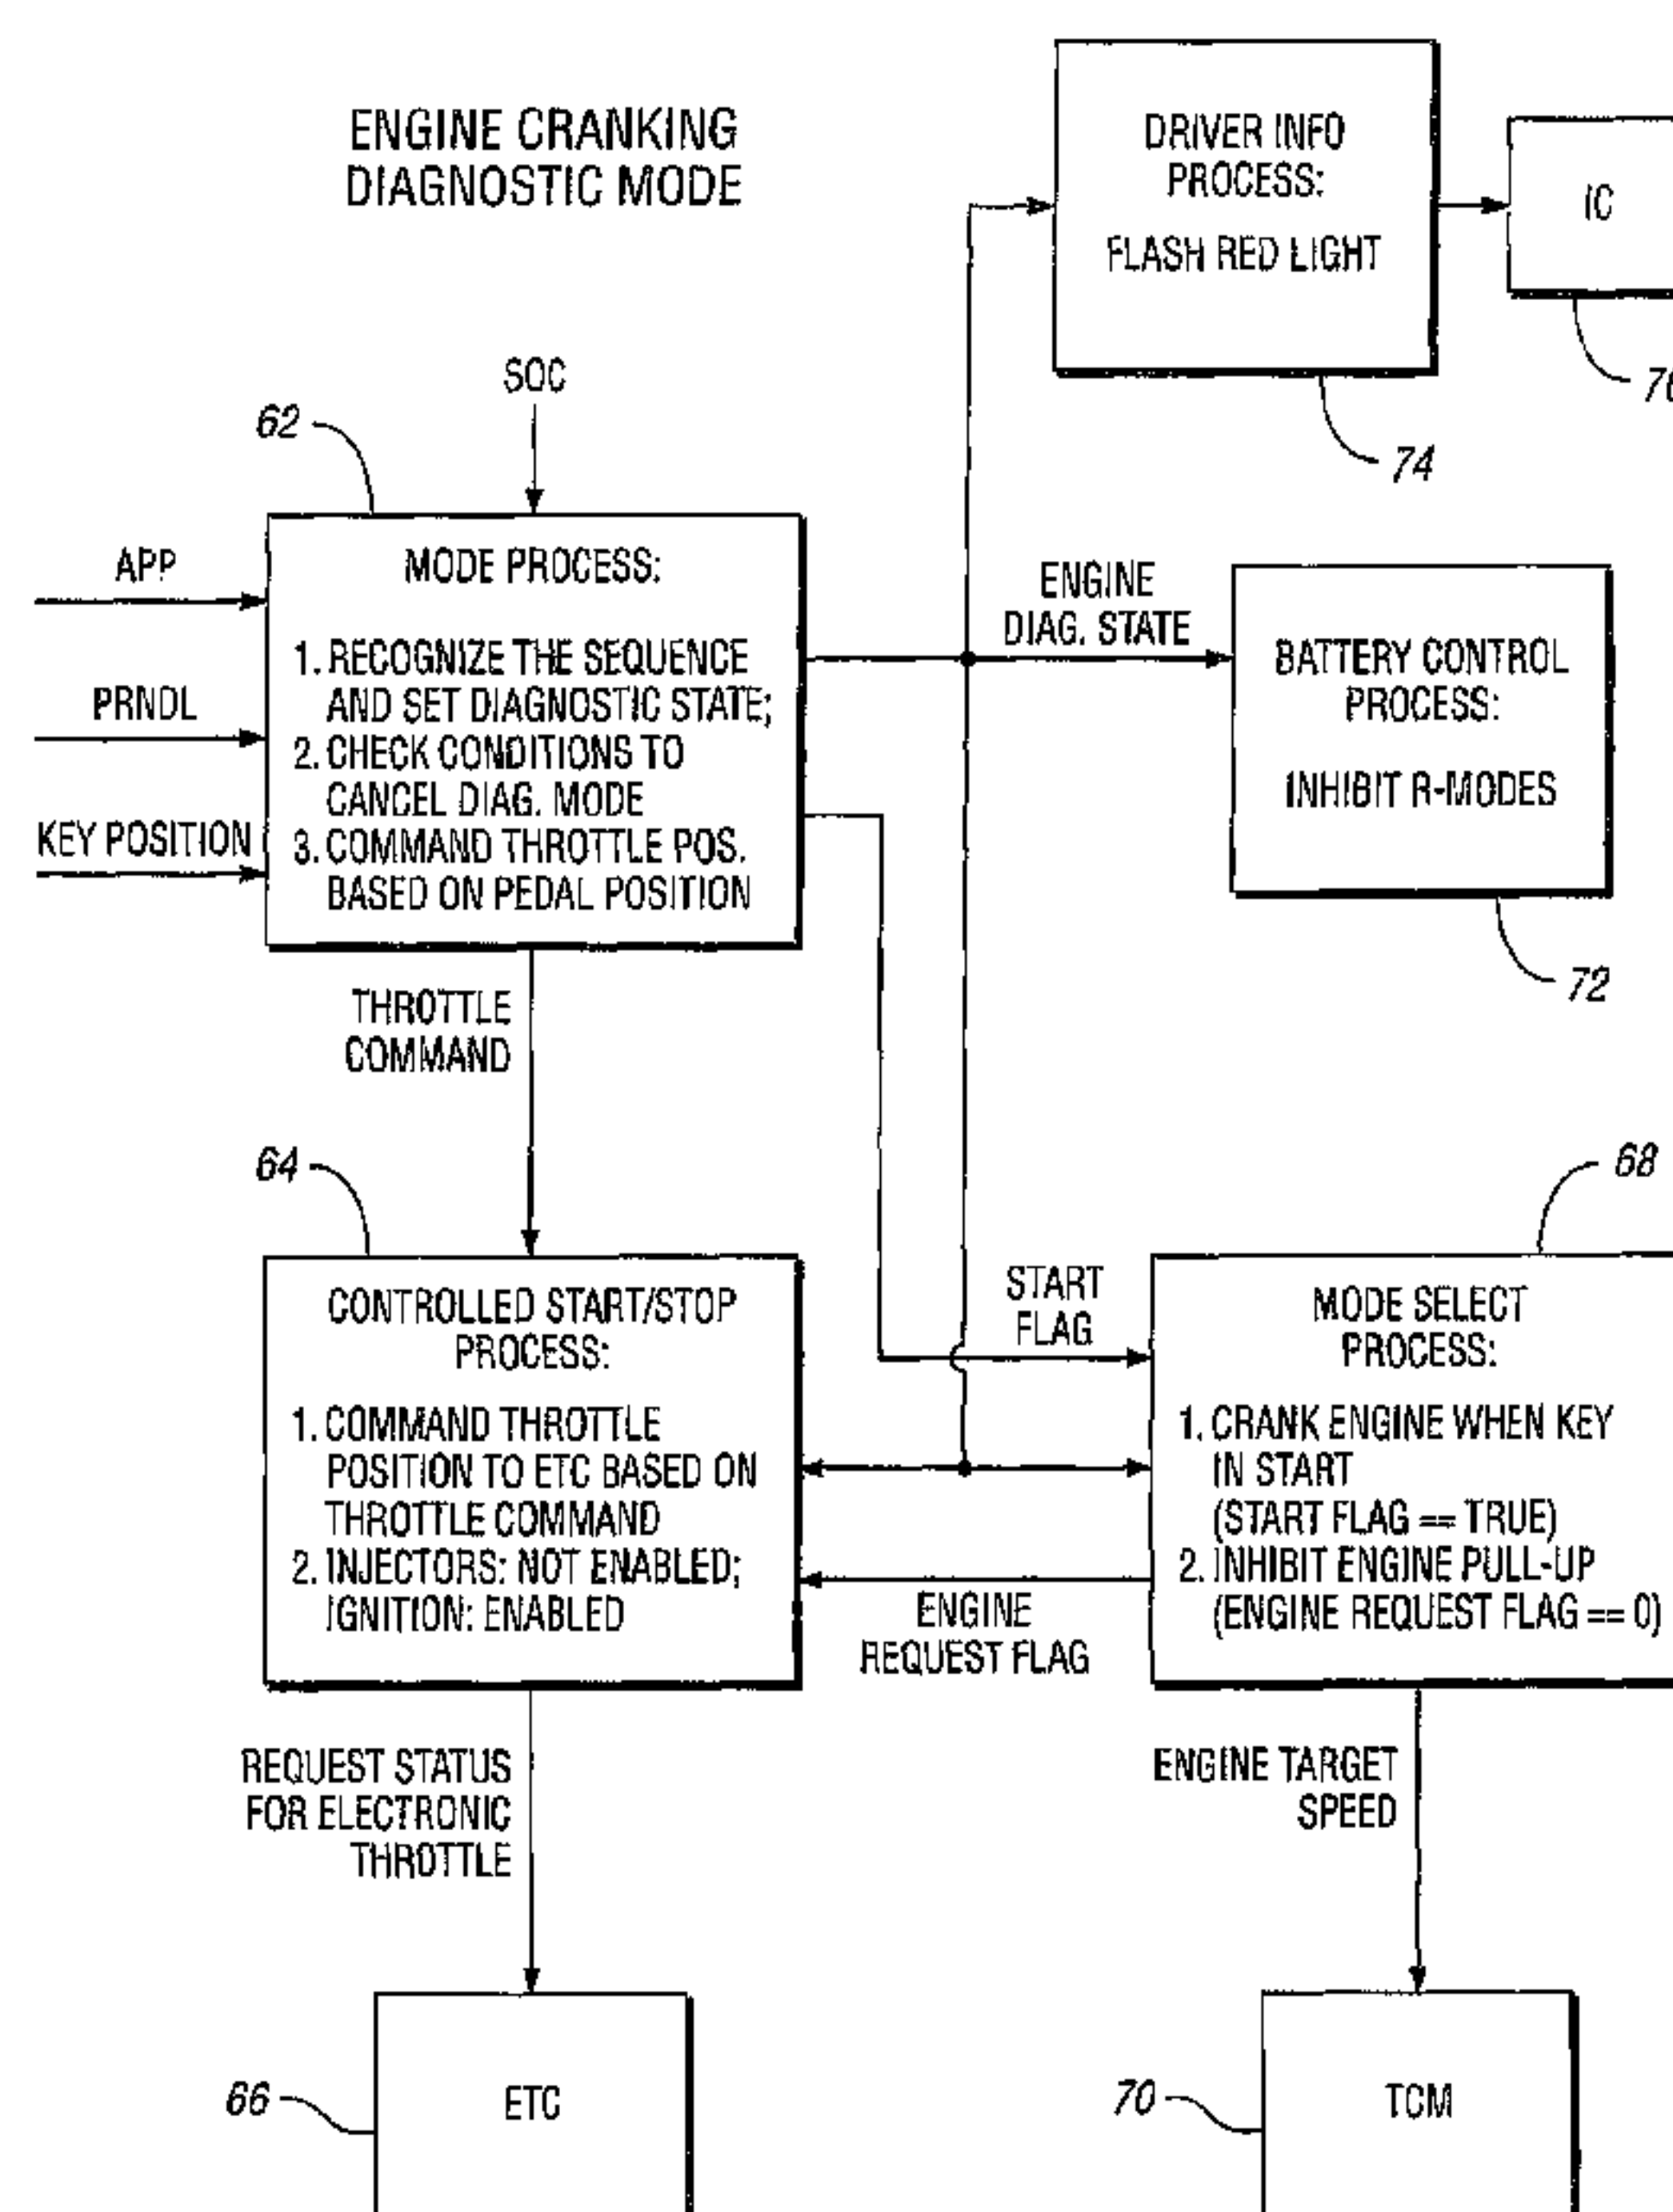 ENGINE CRANKING
DIAGNOSTIC MODE
DRIVER INFO
PROCESS:
FLASH RED LIGHT
IC
74
SOC
62
APP
PRNDL
KEY POSITION
MODE PROCESS:
1. RECOGNIZE THE SEQUENCE
AND SET DIAGNOSTIC STATE;
2. CHECK CONDITIONS TO
CANCEL DIAG. MODE
3. COMMAND THROTTLE POS.
BASED ON PEDAL POSITION
ENGINE
DIAG. STATE
BATTERY CONTROL
PROCESS:
INHIBIT R-MODES
72
THROTTLE
COMMAND
64
68
CONTROLLED START/STOP
PROCESS:
1. COMMAND THROTTLE
POSITION TO ETC BASED ON
THROTTLE COMMAND
2. INJECTORS: NOT ENABLED;
IGNITION: ENABLED
START
FLAG
MODE SELECT
PROCESS:
1. CRANK ENGINE WHEN KEY
IN START
(START FLAG == TRUE)
2. INHIBIT ENGINE PULL-UP
(ENGINE REQUEST FLAG == 0)
ENGINE
REQUEST FLAG
REQUEST STATUS
FOR ELECTRONIC
THROTTLE
ENGINE TARGET
SPEED
66
ETC
70
TCM